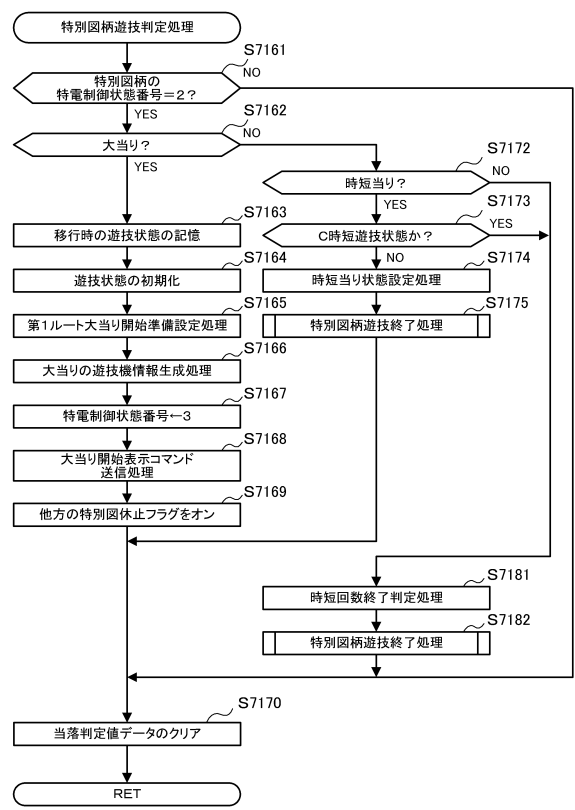 特別図柄遊技判定処理
S7161
特別図柄の
特電制御状態番号＝２？
NO
YES
S7162
大当り？
NO
YES
S7172
時短当り？
NO
YES
S7173
Ｃ時短遊技状態か？
YES
NO
S7163
移行時の遊技状態の記憶
S7164
遊技状態の初期化
S7174
時短当り状態設定処理
S7165
第１ルート大当り開始準備設定処理
S7175
特別図柄遊技終了処理
S7166
大当りの遊技機情報生成処理
S7167
特電制御状態番号←３
S7168
大当り開始表示コマンド
送信処理
S7169
他方の特別図休止フラグをオン
S7181
時短回数終了判定処理
S7182
特別図柄遊技終了処理
S7170
当落判定値データのクリア
RET